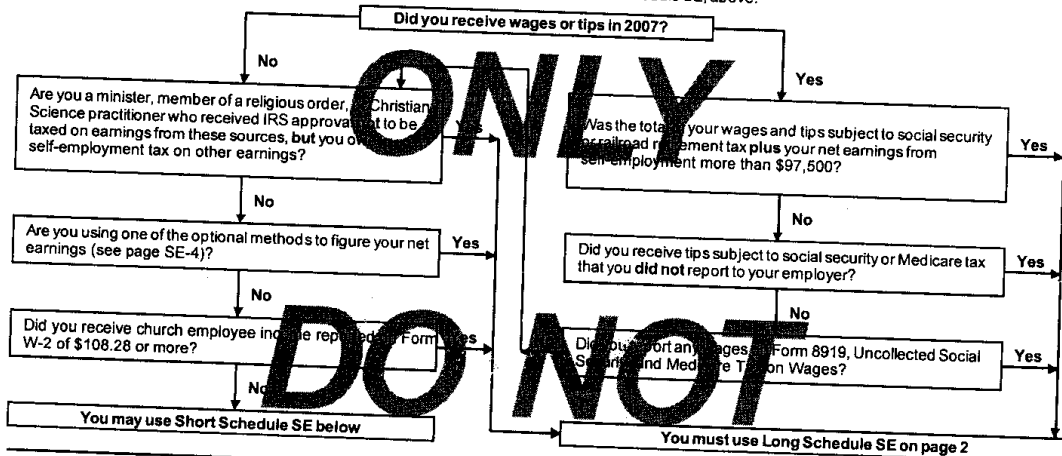 Did you receive wages or tips in 2007?
No
Yes
Are you a minister, member of a religious order, Christian
Science practitioner who received IRS approval to be
taxed on earnings from these sources, but you
self-employment tax on other earnings?
Yes
Was the total your wages and tips subject to social security
or railroad retirement tax plus your net earnings from
self-employment more than $97,500?
Yes
No
No
Are you using one of the optional methods to figure your net
earnings (see page SE-4)?
Yes
Did you receive tips subject to social security or Medicare tax
that you did not report to your employer?
Yes
No
No
Did you receive church employee income reported Form
W-2 of $108.28 or more?
Yes
Did you report any wages Form 8919, Uncollected Social
Security and Medicare Tax on Wages?
Yes
No
You may use Short Schedule SE below
You must use Long Schedule SE on page 2
ONLY
DO NOT